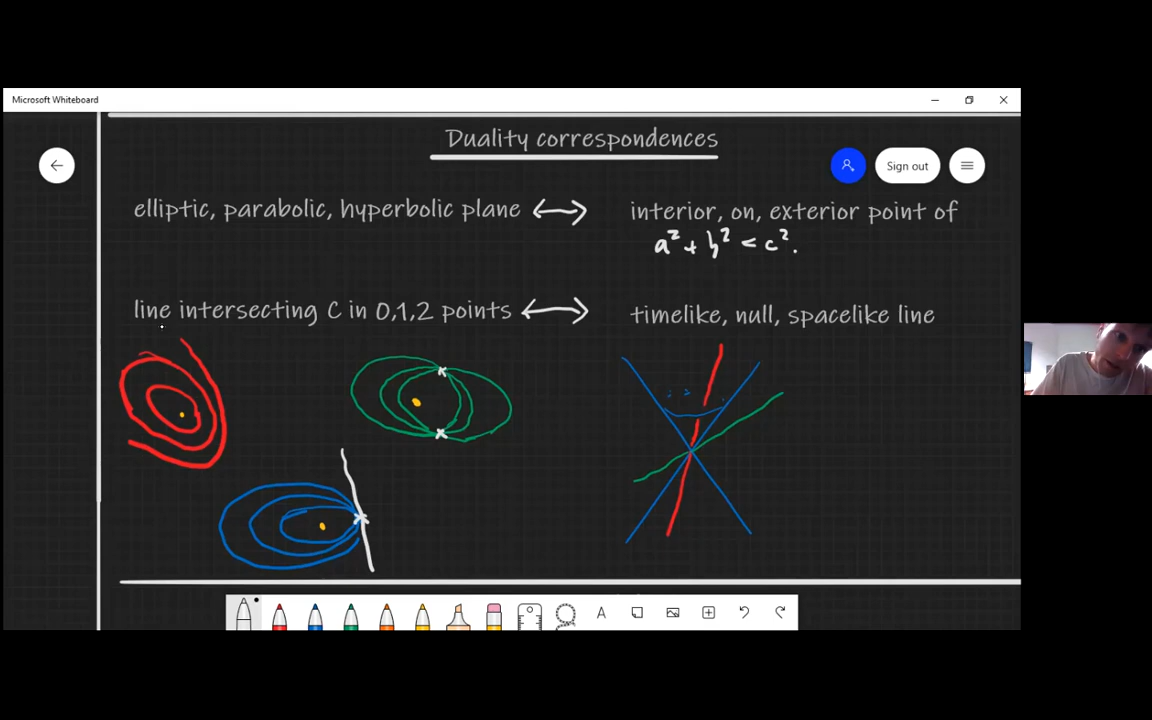 Microsoft Whiteboard
Duality correspondences
Sign out
elliptic, parabolic, hyperbolic plane ⟷ interior, on, exterior point of
a² + b² < c².
line intersecting C in 0,1,2 points ⟷ timelike, null, spacelike line
A